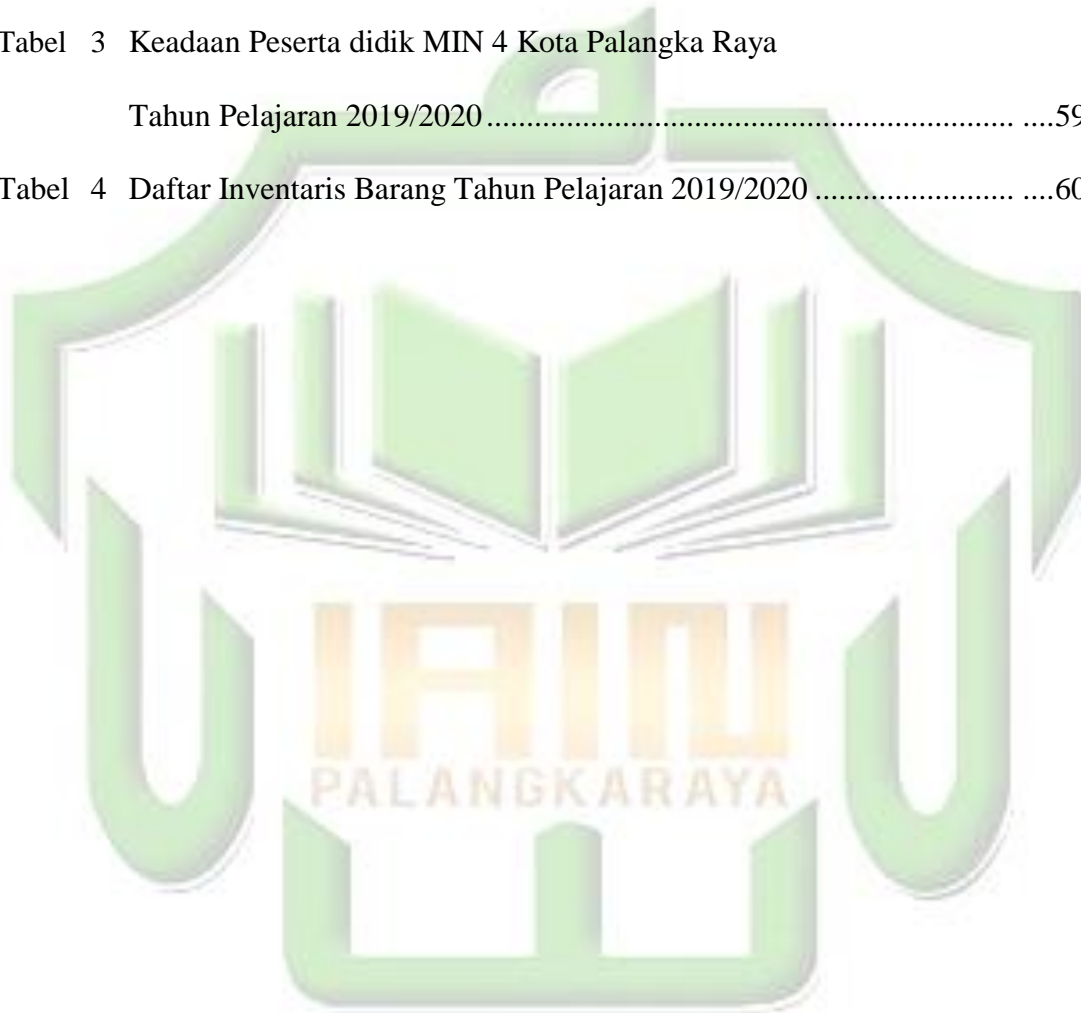 Tabel 3 Keadaan Peserta didik MIN 4 Kota Palangka Raya
Tahun Pelajaran 2019/2020.................................................................. ....59
Tabel 4 Daftar Inventaris Barang Tahun Pelajaran 2019/2020 ......................... ....60
IAIN
PALANGKARAYA